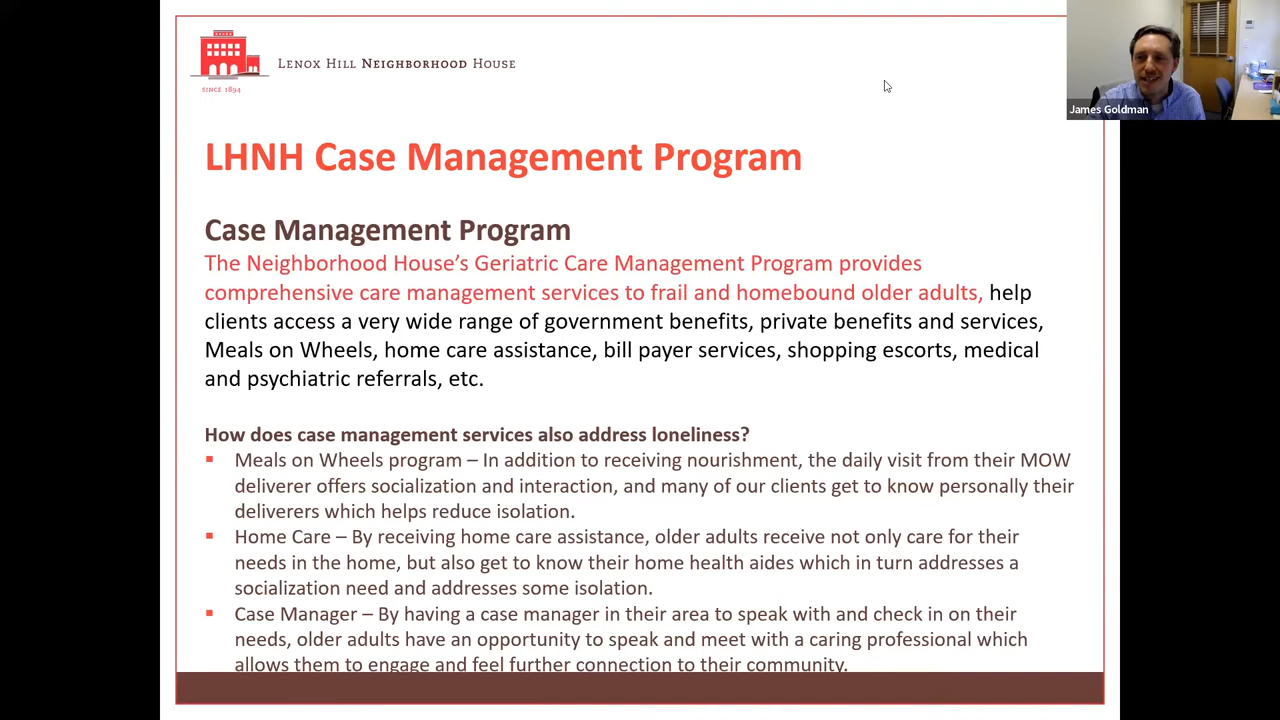 LENOX HILL NEIGHBORHOOD HOUSE
SINCE 1894
James Goldman
LHNH Case Management Program
Case Management Program
The Neighborhood House’s Geriatric Care Management Program provides
comprehensive care management services to frail and homebound older adults, help
clients access a very wide range of government benefits, private benefits and services,
Meals on Wheels, home care assistance, bill payer services, shopping escorts, medical
and psychiatric referrals, etc.
How does case management services also address loneliness?
▪ Meals on Wheels program – In addition to receiving nourishment, the daily visit from their MOW
deliverer offers socialization and interaction, and many of our clients get to know personally their
deliverers which helps reduce isolation.
▪ Home Care – By receiving home care assistance, older adults receive not only care for their
needs in the home, but also get to know their home health aides which in turn addresses a
socialization need and addresses some isolation.
▪ Case Manager – By having a case manager in their area to speak with and check in on their
needs, older adults have an opportunity to speak and meet with a caring professional which
allows them to engage and feel further connection to their community.